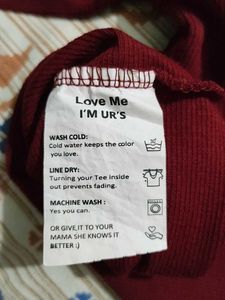 Love Me
I'M UR'S
WASH COLD:
Cold water keeps the color
you love.
LINE DRY:
Turning your Tee inside
out prevents fading.
MACHINE WASH :
Yes you can.
OR GIVE,IT TO YOUR
MAMA SHE KNOWS IT
BETTER :)